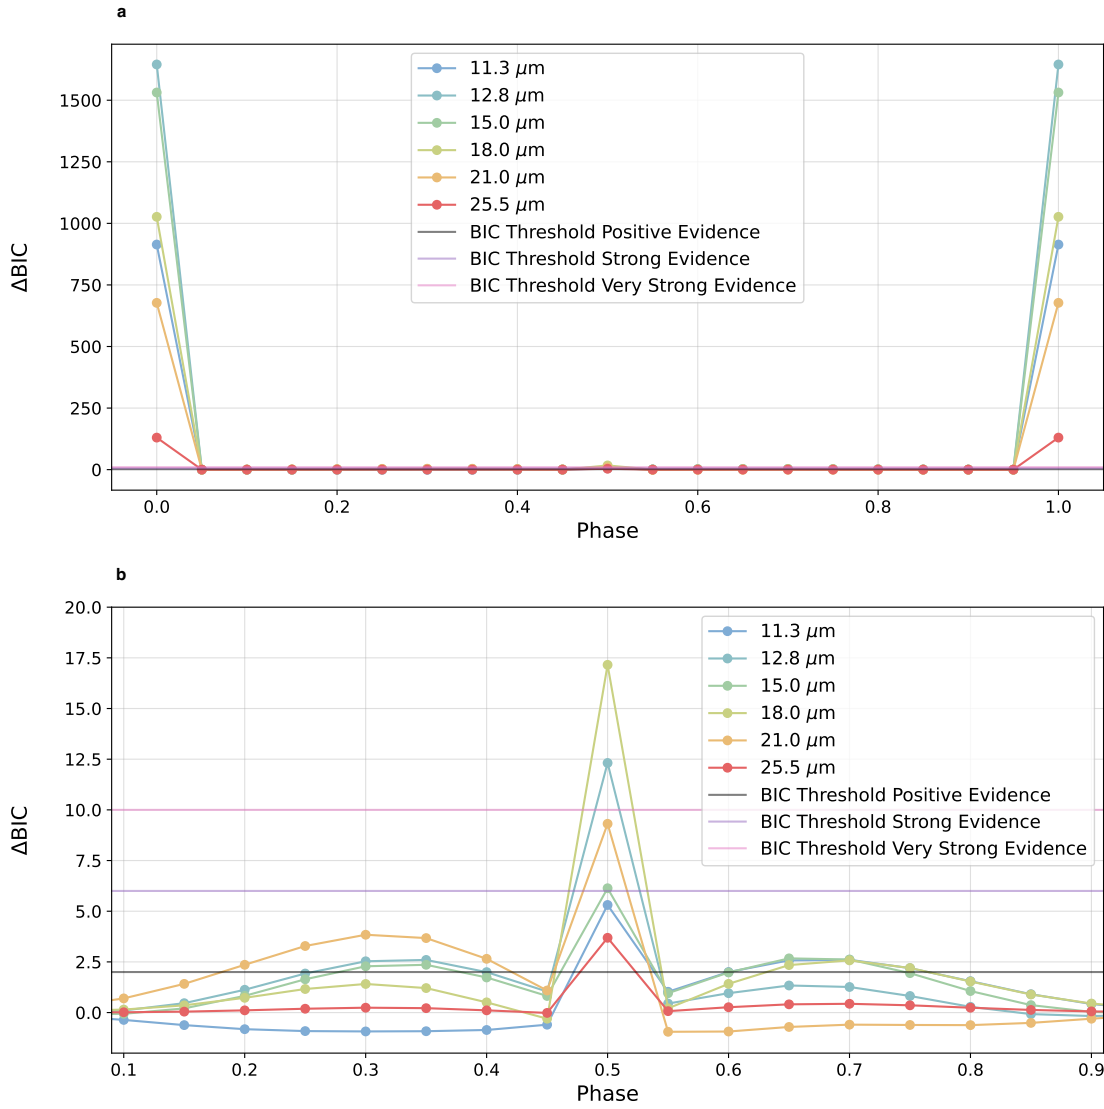 a
1500
1250
1000
750
500
250
0
ΔBIC
11.3 μm
12.8 μm
15.0 μm
18.0 μm
21.0 μm
25.5 μm
BIC Threshold Positive Evidence
BIC Threshold Strong Evidence
BIC Threshold Very Strong Evidence
0.0 0.2 0.4 0.6 0.8 1.0
Phase
b
20.0
17.5
15.0
12.5
10.0
7.5
5.0
2.5
0.0
ΔBIC
11.3 μm
12.8 μm
15.0 μm
18.0 μm
21.0 μm
25.5 μm
BIC Threshold Positive Evidence
BIC Threshold Strong Evidence
BIC Threshold Very Strong Evidence
0.1 0.2 0.3 0.4 0.5 0.6 0.7 0.8 0.9
Phase